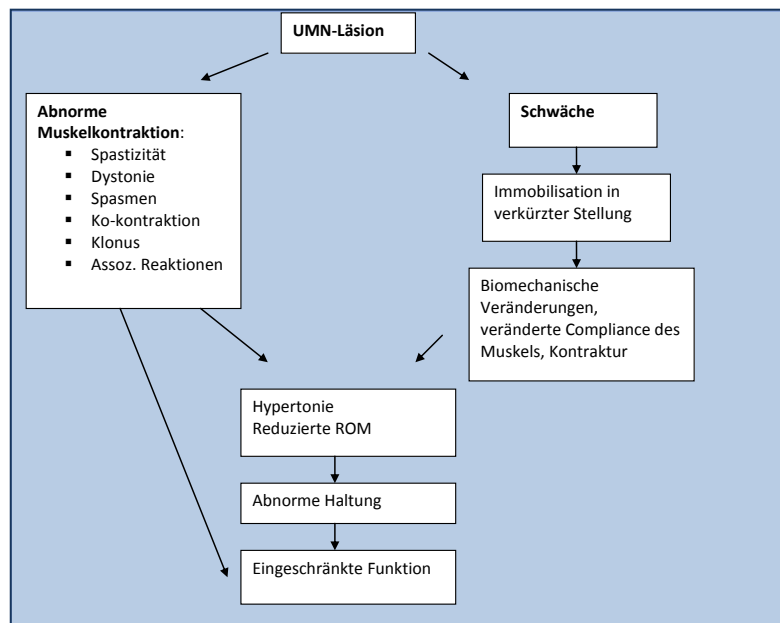 UMN-Läsion
Abnorme
Muskelkontraktion:
▪ Spastizität
▪ Dystonie
▪ Spasmen
▪ Ko-kontraktion
▪ Klonus
▪ Assoz. Reaktionen
Schwäche
Immobilisation in
verkürzter Stellung
Biomechanische
Veränderungen,
veränderte Compliance des
Muskels, Kontraktur
Hypertonie
Reduzierte ROM
Abnorme Haltung
Eingeschränkte Funktion